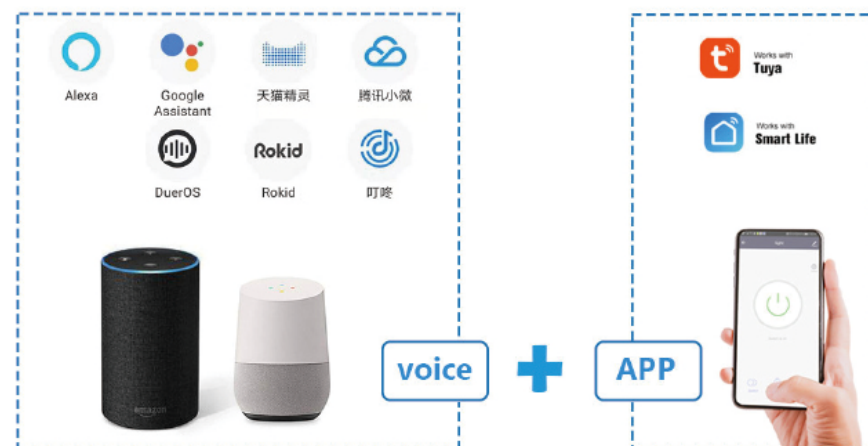 Alexa
Google
Assistant
天猫精灵
腾讯小微
DuerOS
Rokid
Rokid
叮咚
amazon
voice
APP
Works with
Tuya
Works with
Smart Life